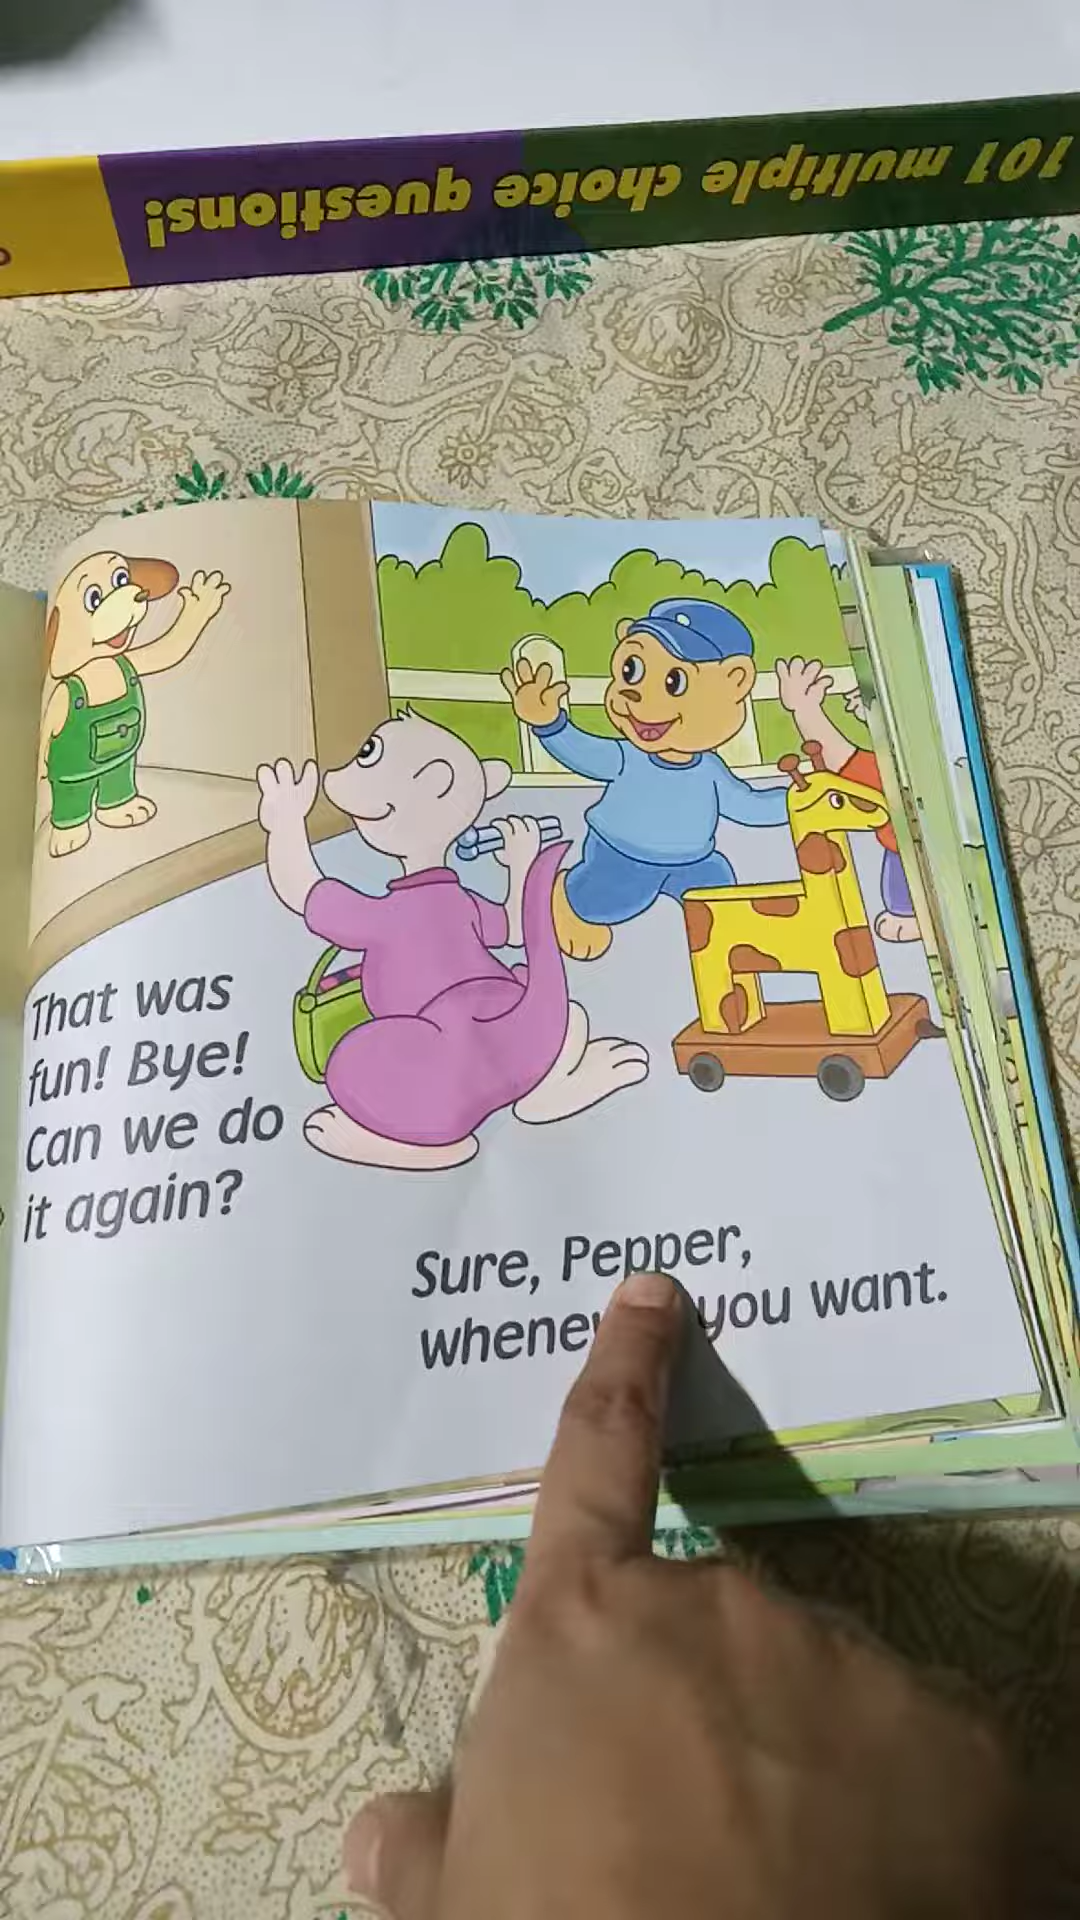 101 multiple choice questions!
That was
fun! Bye!
Can we do
it again?
Sure, Pepper,
you want.